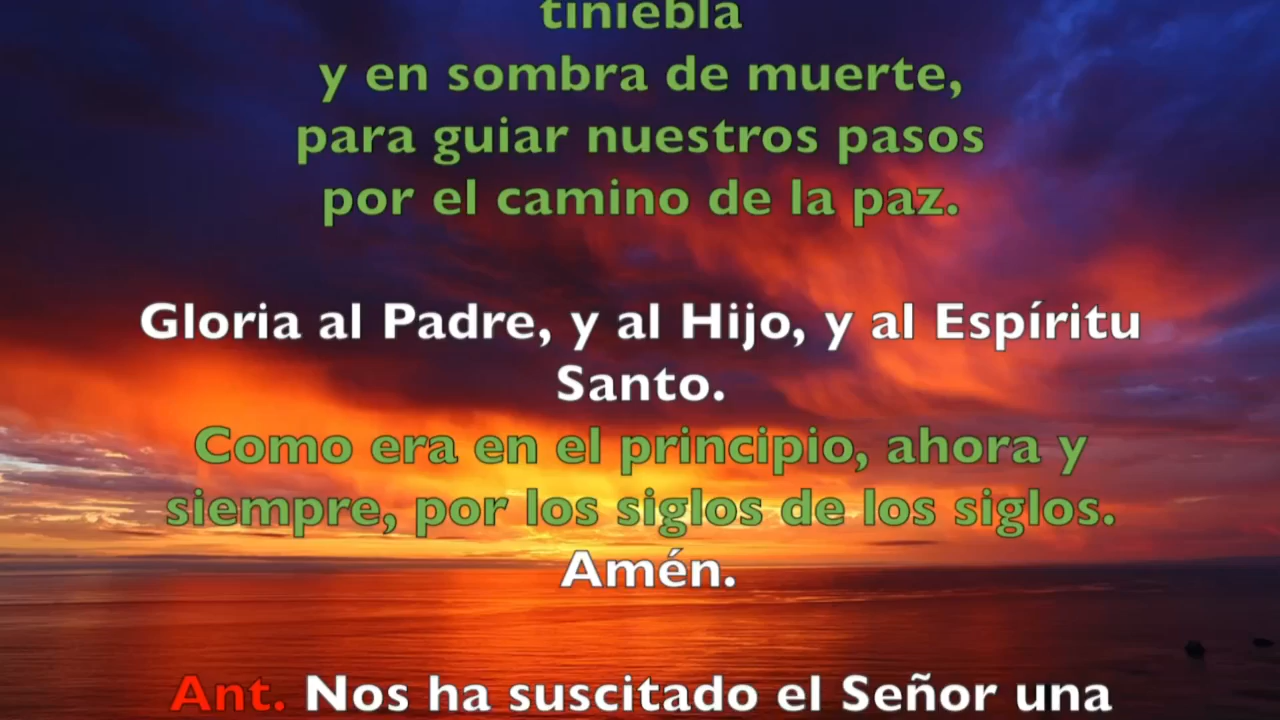 tiniebla
y en sombra de muerte,
para guiar nuestros pasos
por el camino de la paz.
Gloria al Padre, y al Hijo, y al Espíritu
Santo.
Como era en el principio, ahora y
siempre, por los siglos de los siglos.
Amén.
Ant. Nos ha suscitado el Señor una